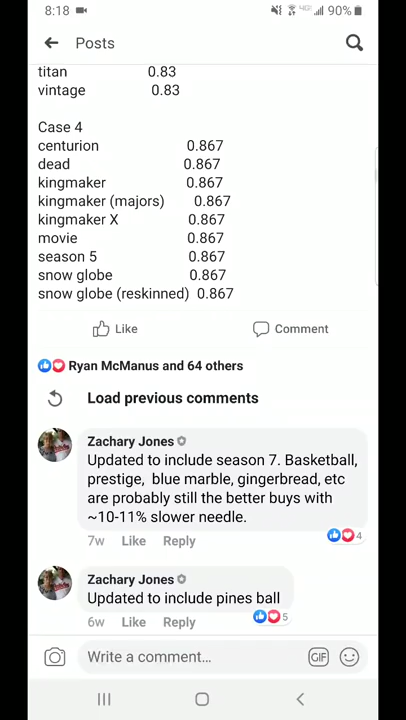 8:18
90%
Posts
titan 0.83
vintage 0.83
Case 4
centurion 0.867
dead 0.867
kingmaker 0.867
kingmaker (majors) 0.867
kingmaker X 0.867
movie 0.867
season 5 0.867
snow globe 0.867
snow globe (reskinned) 0.867
Like Comment
Ryan McManus and 64 others
Load previous comments
Zachary Jones
Updated to include season 7. Basketball,
prestige, blue marble, gingerbread, etc
are probably still the better buys with
~10-11% slower needle.
7w Like Reply 4
Zachary Jones
Updated to include pines ball
6w Like Reply 5
Write a comment... GIF